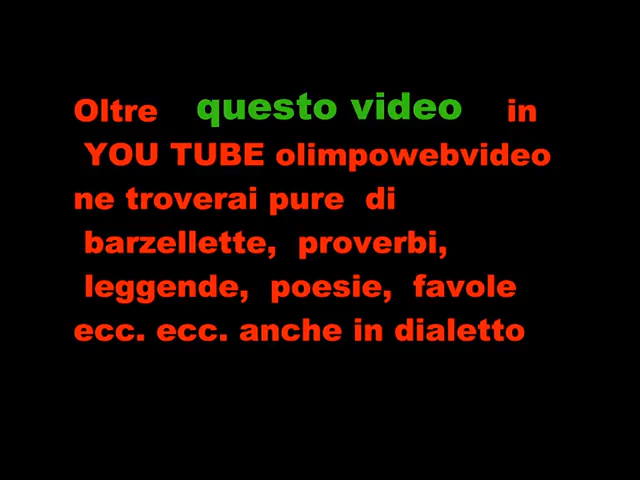 Oltre questo video in
YOU TUBE olimpowebvideo
ne troverai pure di
barzellette, proverbi,
leggende, poesie, favole
ecc. ecc. anche in dialetto